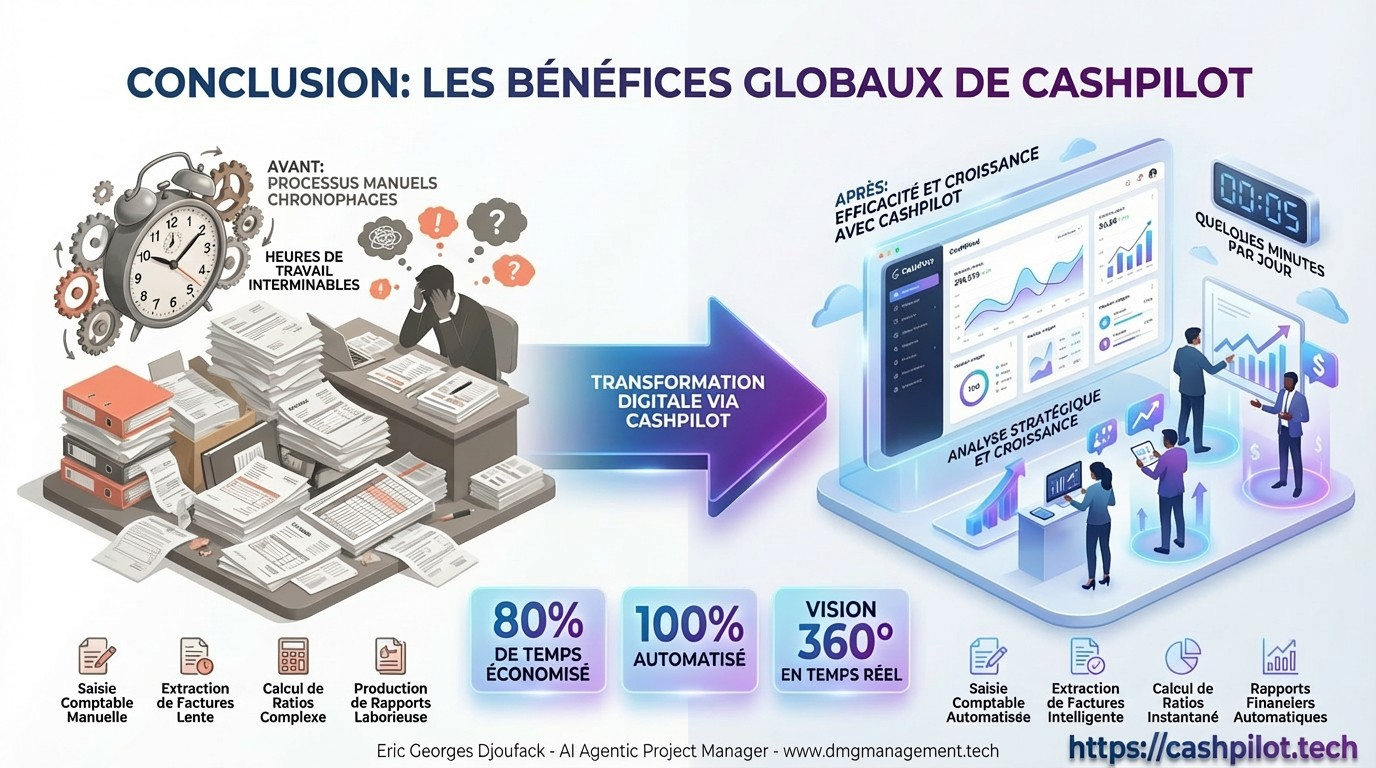 CONCLUSION: LES BÉNÉFICES GLOBAUX DE CASHPILOT
AVANT:
PROCESSUS MANUELS
CHRONOPHAGES
HEURES DE
TRAVAIL
INTERMINABLES
TRANSFORMATION
DIGITALE VIA
CASHPILOT
APRÈS:
EFFICACITÉ ET CROISSANCE
AVEC CASHPILOT
00:05
QUELQUES MINUTES
PAR JOUR
ANALYSE STRATÉGIQUE
ET CROISSANCE
80%
DE TEMPS
ÉCONOMISÉ
100%
AUTOMATISÉ
VISION
360°
EN TEMPS RÉEL
Saisie
Comptable
Manuelle
Extraction
de Factures
Lente
Calcul de
Ratios
Complexe
Production
de Rapports
Laborieuse
Saisie
Comptable
Automatisée
Extraction
de Factures
Intelligente
Calcul de
Ratios
Instantané
Rapports
Finanelers
Automatiques
Eric Georges Djoufack - AI Agentic Project Manager - www.dmgmanagement.tech
https://cashpilot.tech